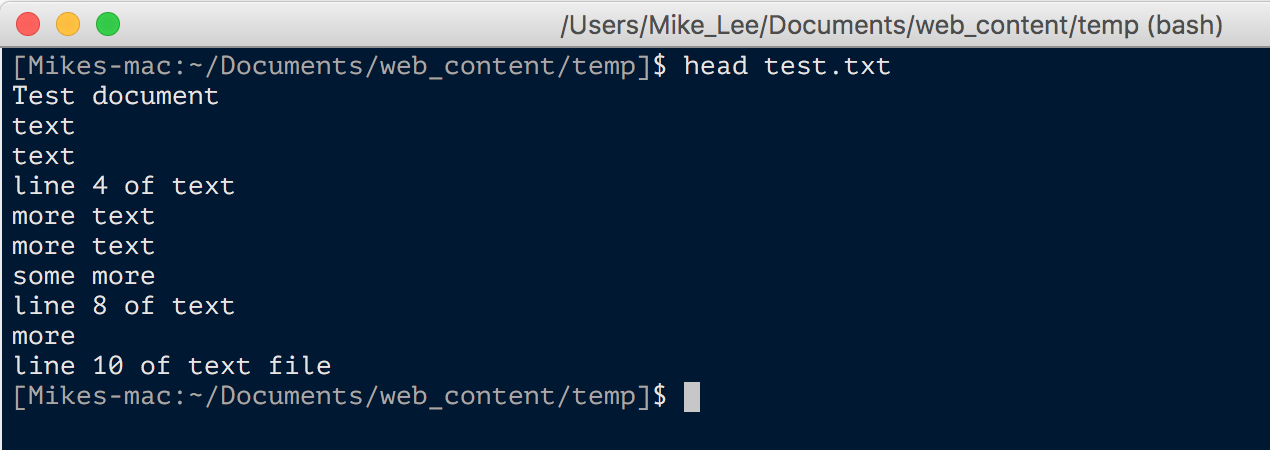 /Users/Mike_Lee/Documents/web_content/temp (bash)
[Mikes-mac:~/Documents/web_content/temp]$ head test.txt
Test document
text
text
line 4 of text
more text
more text
some more
line 8 of text
more
line 10 of text file
[Mikes-mac:~/Documents/web_content/temp]$